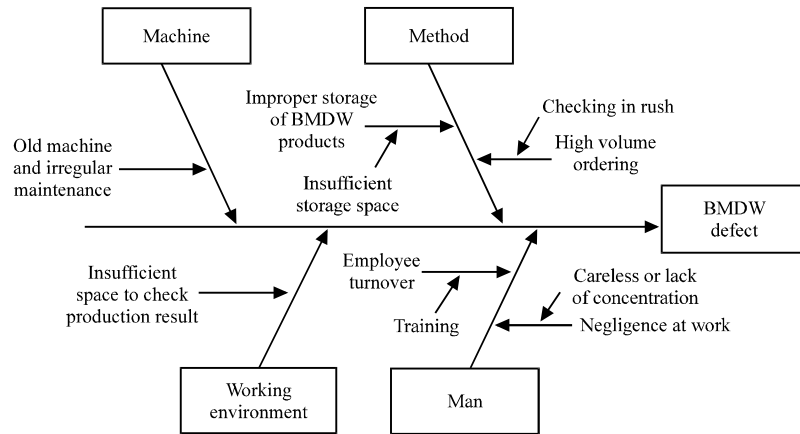 Machine
Method
Improper storage
of BMDW
products
Checking in rush
High volume
ordering
Old machine
and irregular
maintenance
Insufficient
storage space
BMDW
defect
Insufficient
space to check
production result
Employee
turnover
Training
Careless or lack
of concentration
Negligence at work
Working
environment
Man